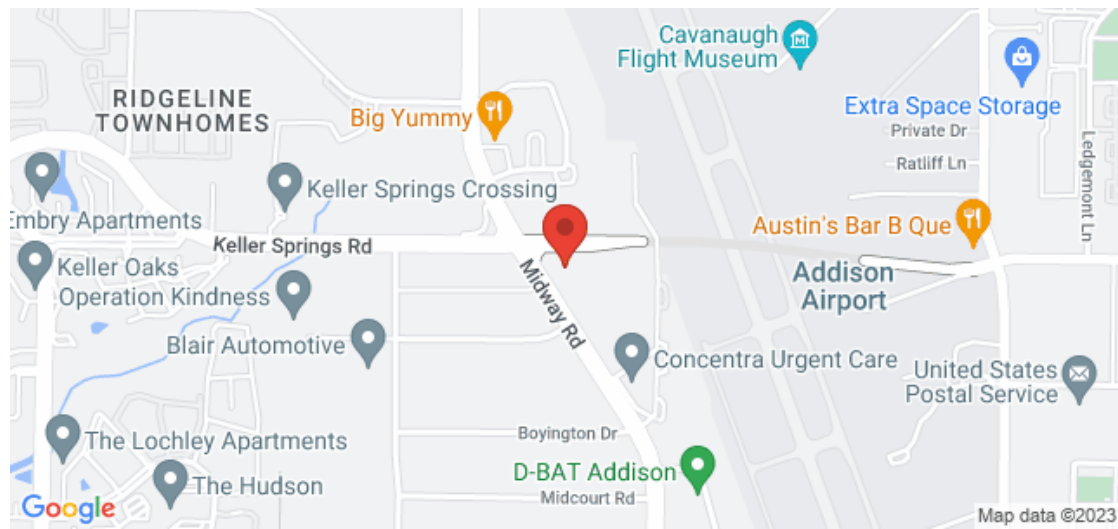 Cavanaugh
Flight Museum
Extra Space Storage
RIDGELINE
TOWNHOMES
Big Yummy
Private Dr
Ratliff Ln
Ledgemont Ln
Keller Springs Crossing
Embry Apartments
Keller Springs Rd
Austin's Bar B Que
Keller Oaks
Operation Kindness
Midway Rd
Addison
Airport
Blair Automotive
Concentra Urgent Care
United States
Postal Service
The Lochley Apartments
Boyington Dr
D-BAT Addison
The Hudson
Midcourt Rd
Google
Map data ©2023